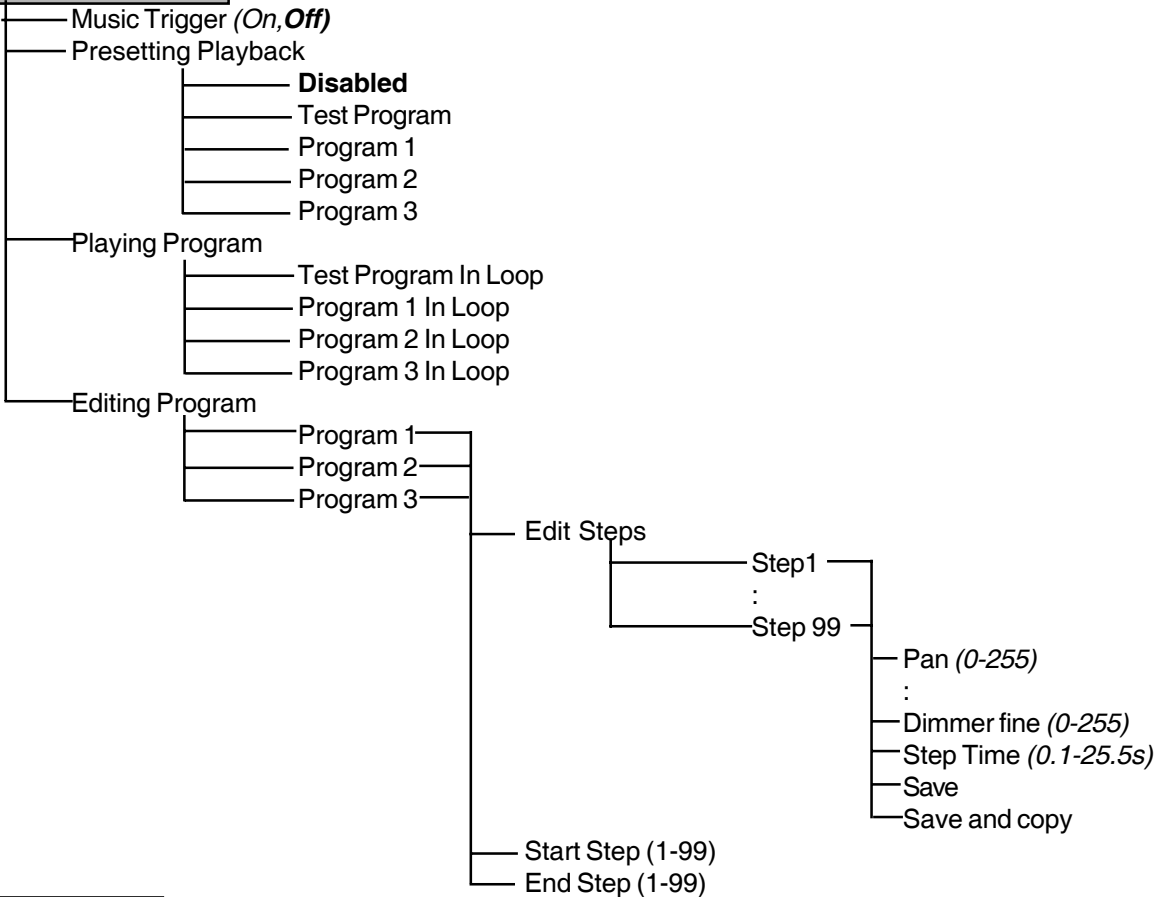 Music Trigger (On,Off)
Presetting Playback
Disabled
Test Program
Program 1
Program 2
Program 3
Playing Program
Test Program In Loop
Program 1 In Loop
Program 2 In Loop
Program 3 In Loop
Editing Program
Program 1
Program 2
Program 3
Edit Steps
Step1
:
Step 99
Pan (0-255)
:
Dimmer fine (0-255)
Step Time (0.1-25.5s)
Save
Save and copy
Start Step (1-99)
End Step (1-99)